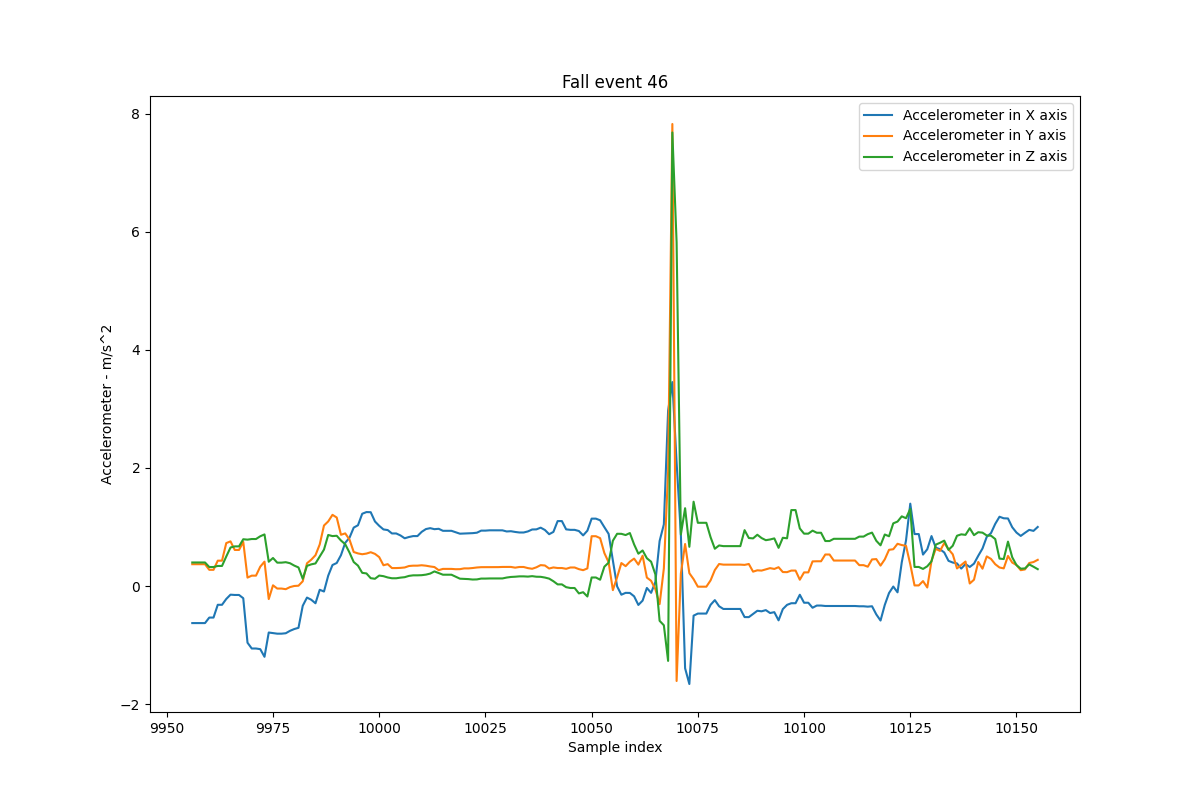 Fall event 46
Accelerometer in X axis
Accelerometer in Y axis
Accelerometer in Z axis
8
6
4
2
0
−2
Accelerometer - m/s^2
9950 9975 10000 10025 10050 10075 10100 10125 10150
Sample index